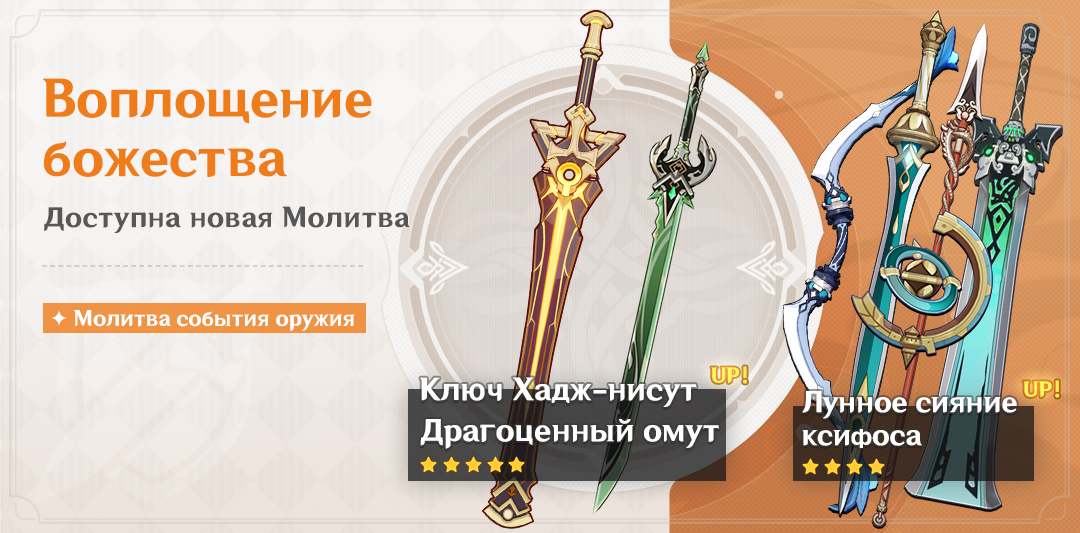 Воплощение
божества
Доступна новая Молитва
✦ Молитва события оружия
UP!
Ключ Хадж-нисут
Драгоценный омут
UP!
Лунное сияние
ксифоса